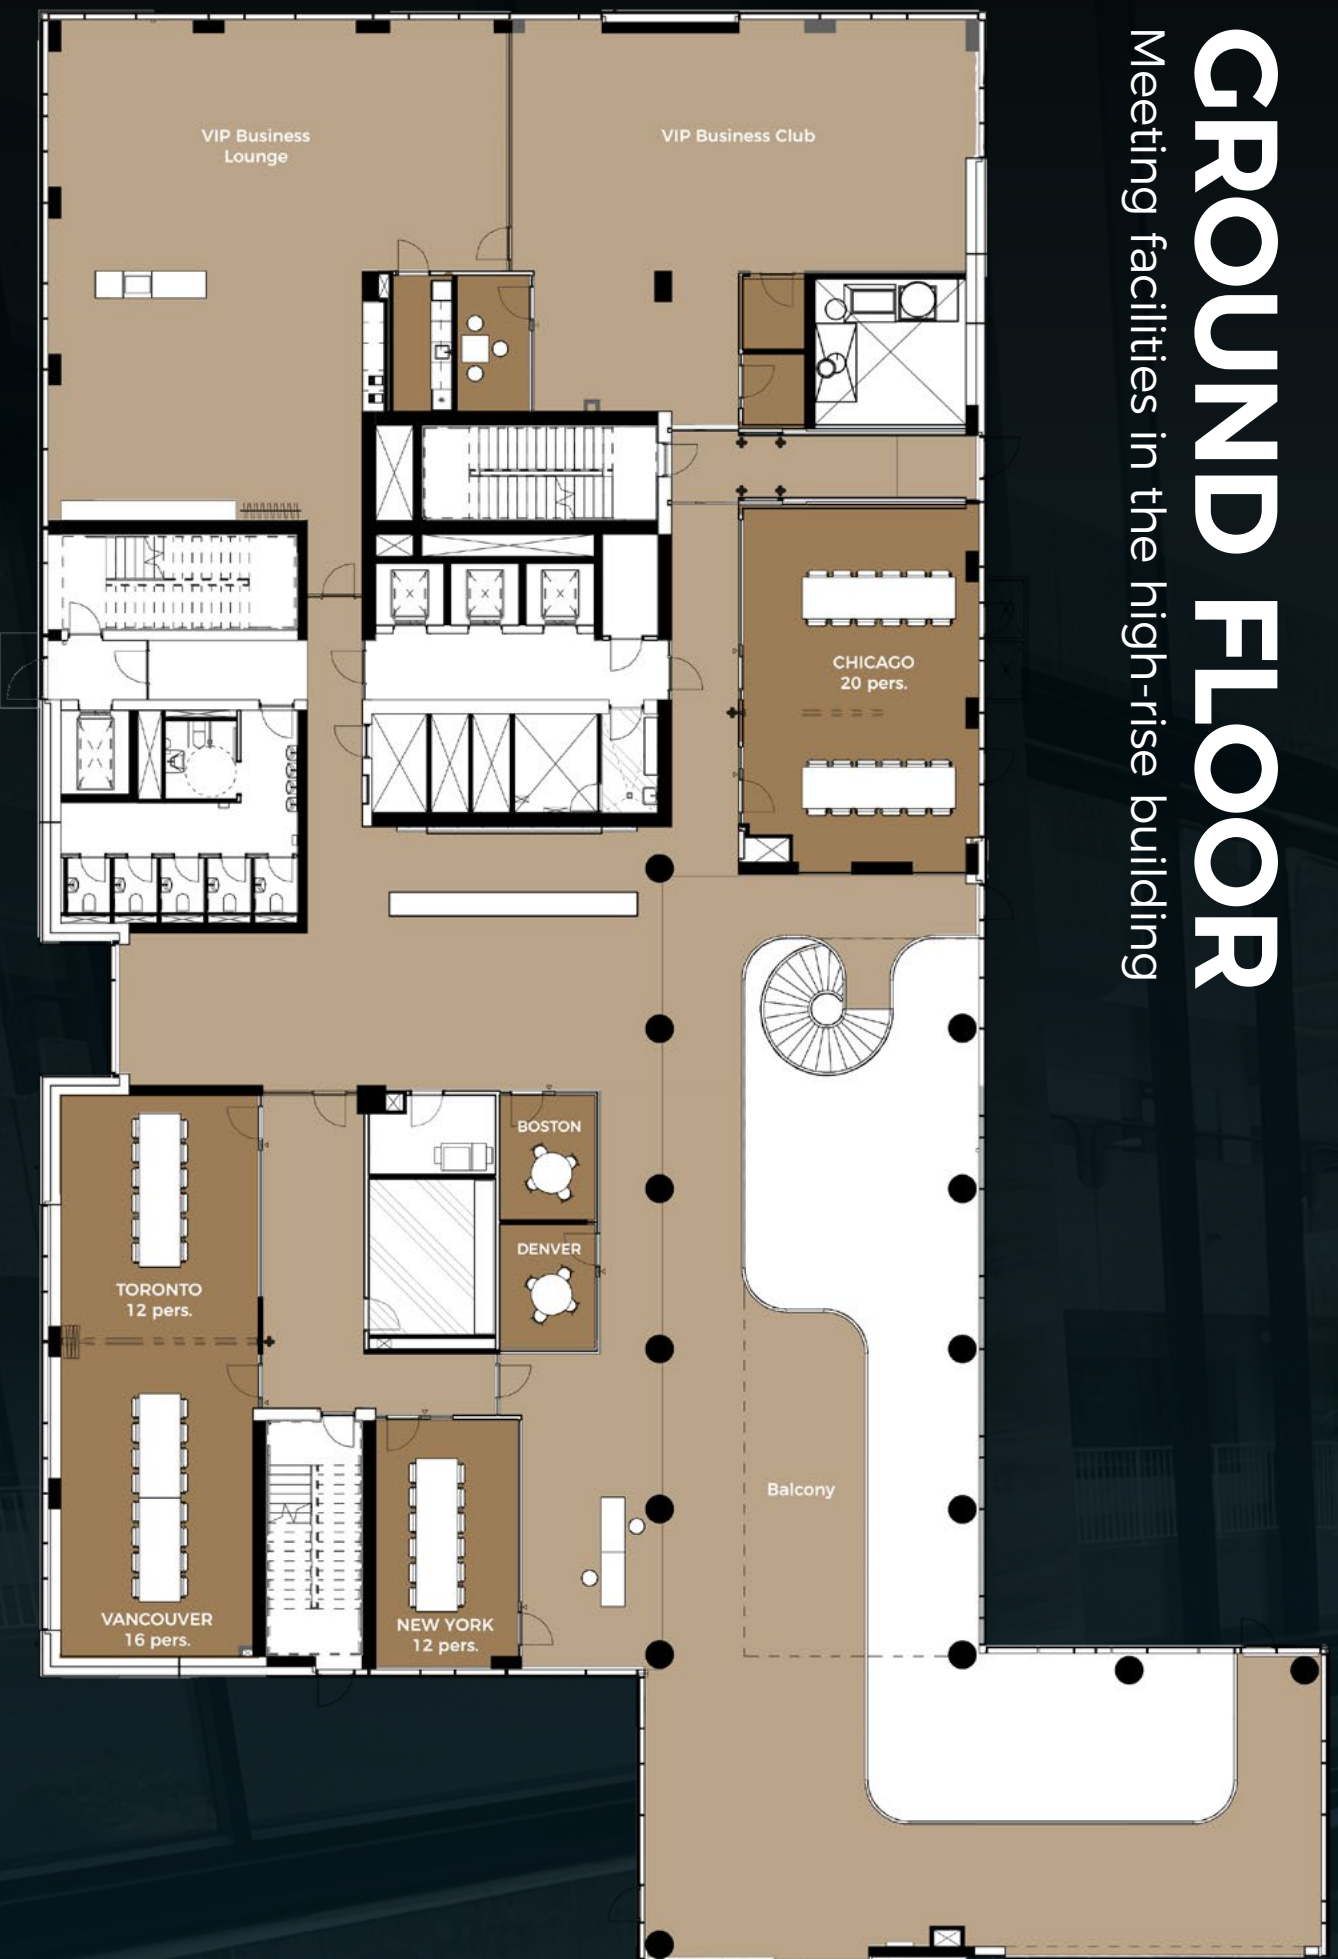 GROUND FLOOR
Meeting facilities in the high-rise building
VIP Business
Lounge
VIP Business Club
CHICAGO
20 pers.
BOSTON
DENVER
TORONTO
12 pers.
Balcony
VANCOUVER
16 pers.
NEW YORK
12 pers.